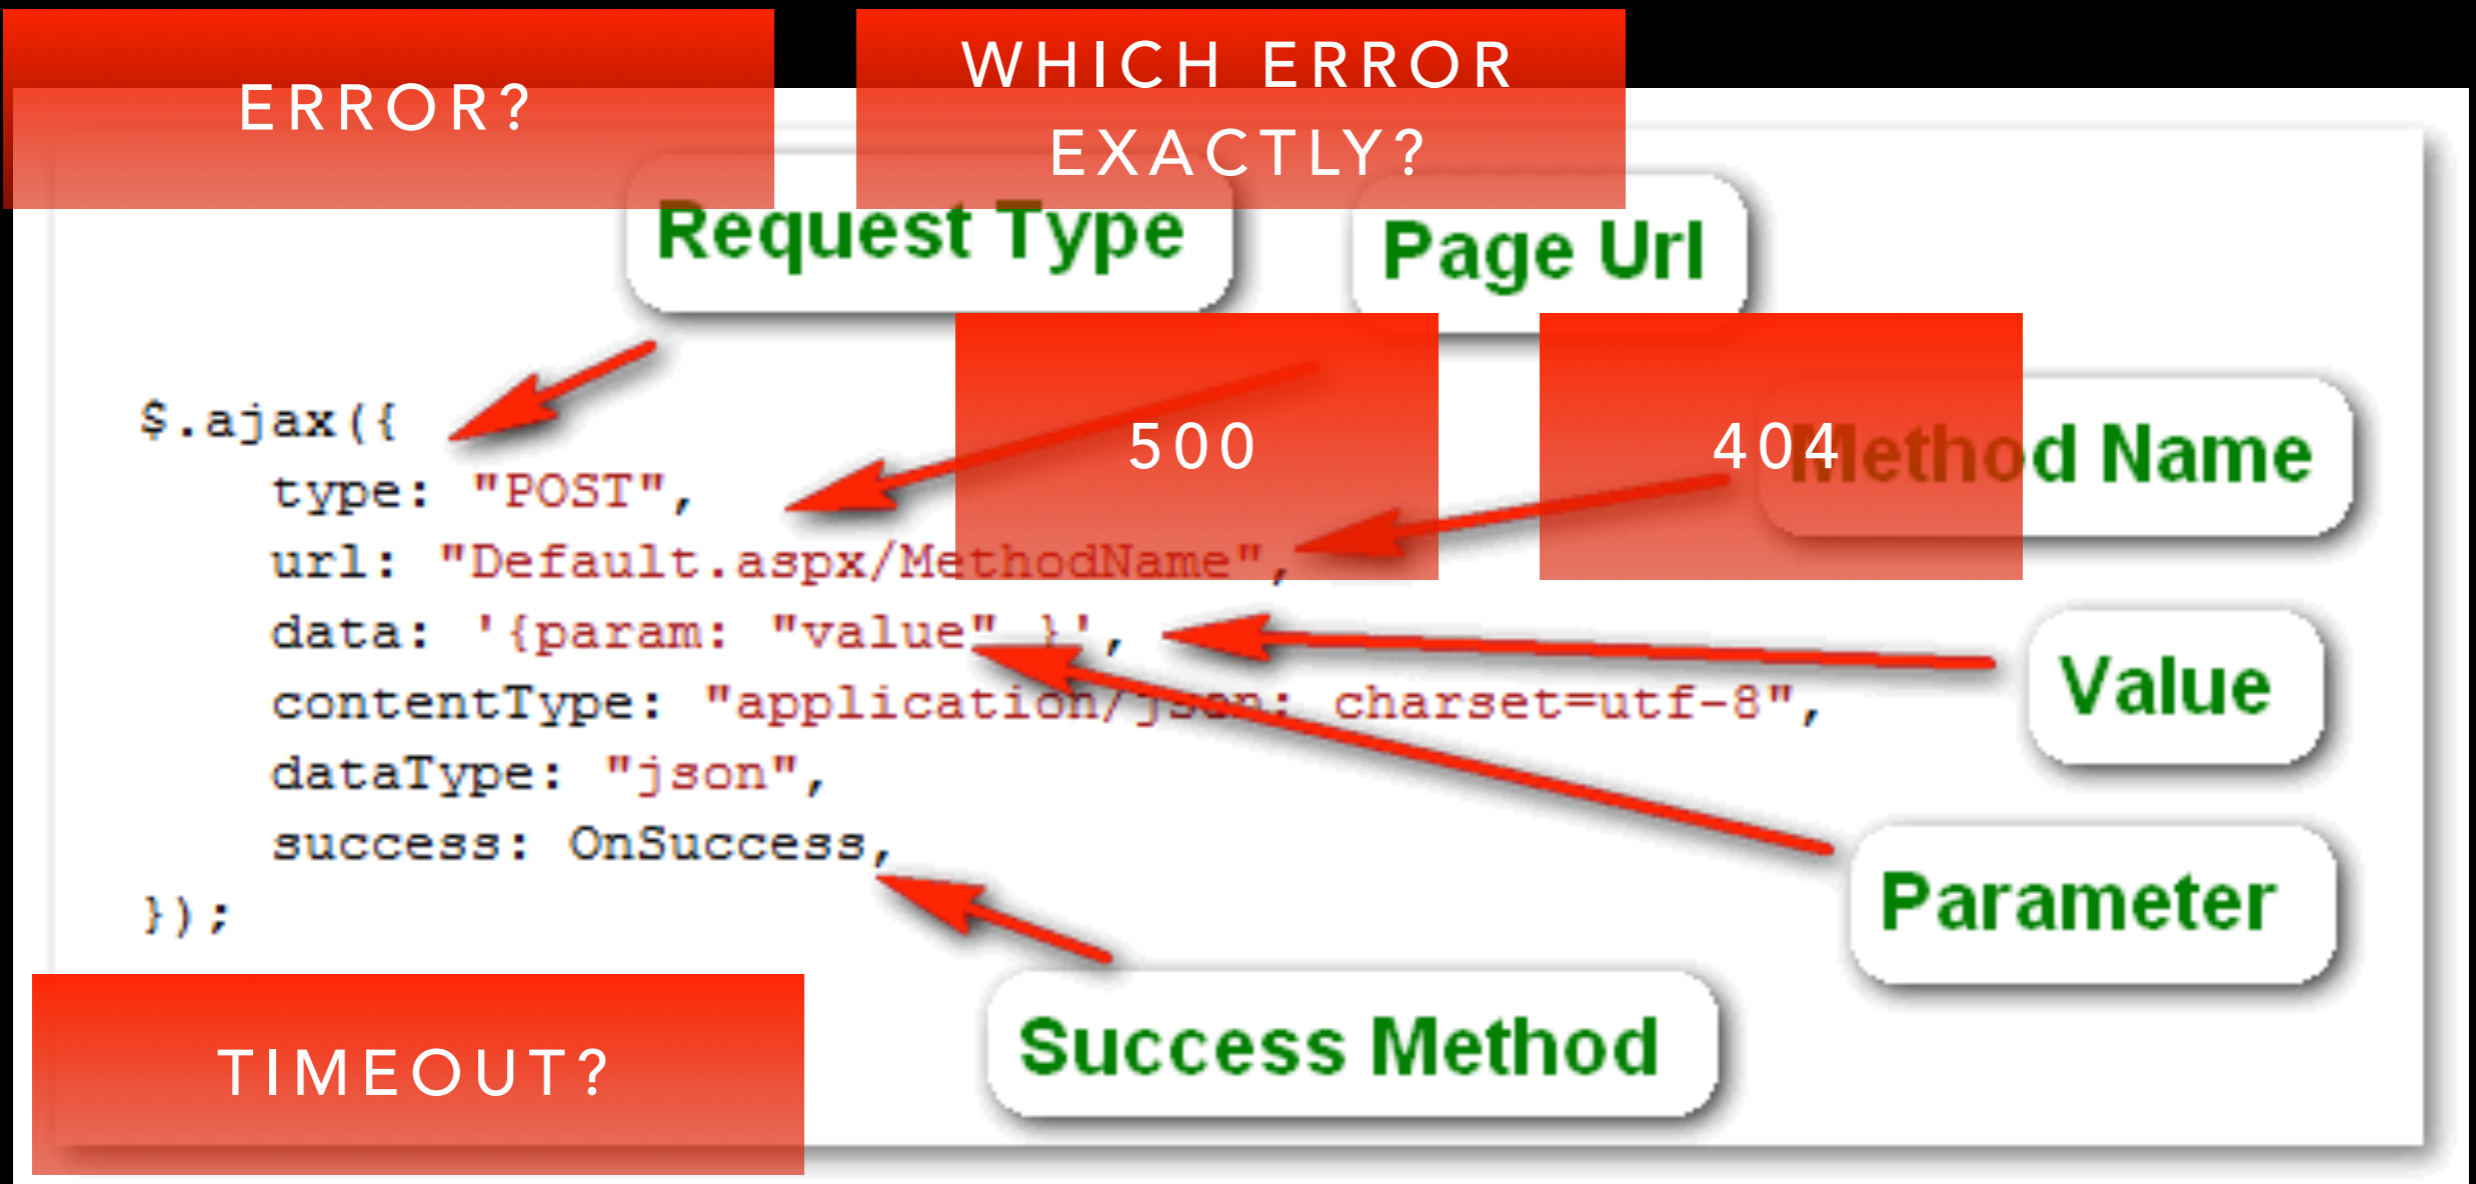 ERROR?
WHICH ERROR
EXACTLY?
Request Type
Page Url
500
404
Method Name
$.ajax({
type: "POST",
url: "Default.aspx/MethodName",
data: '{param: "value" }',
contentType: "application/json; charset=utf-8",
dataType: "json",
success: OnSuccess,
});
Value
Parameter
Success Method
TIMEOUT?